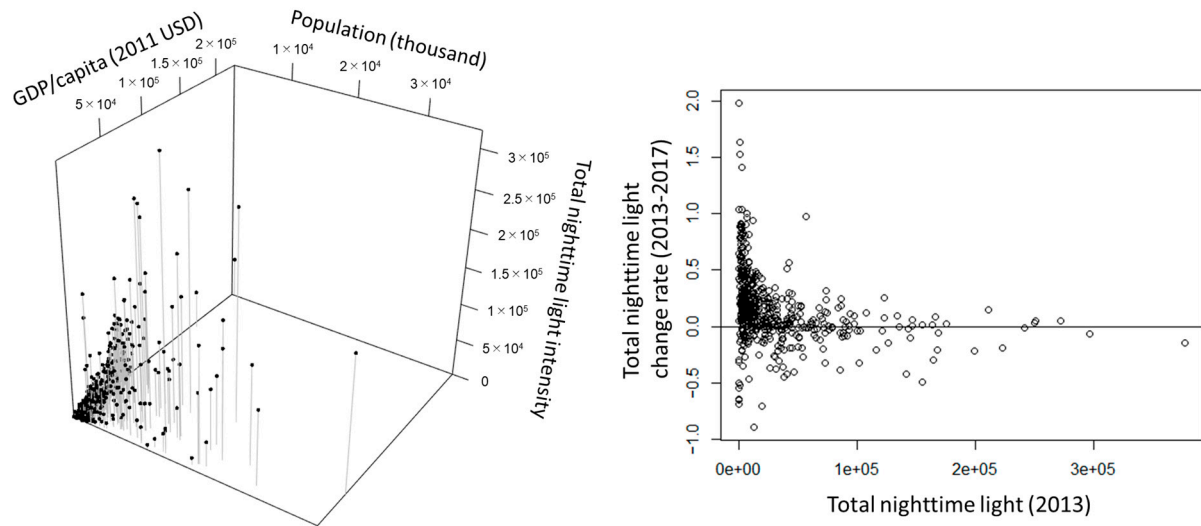 GDP/capita (2011 USD)
5 × 10⁴
1 × 10⁵
1.5 × 10⁵
2 × 10⁵
Population (thousand)
1 × 10⁴
2 × 10⁴
3 × 10⁴
Total nighttime light intensity
3 × 10⁵
2.5 × 10⁵
2 × 10⁵
1.5 × 10⁵
1 × 10⁵
5 × 10⁴
0
Total nighttime light
change rate (2013-2017)
2.0
1.5
1.0
0.5
0.0
-0.5
-1.0
0e+00 1e+05 2e+05 3e+05
Total nighttime light (2013)